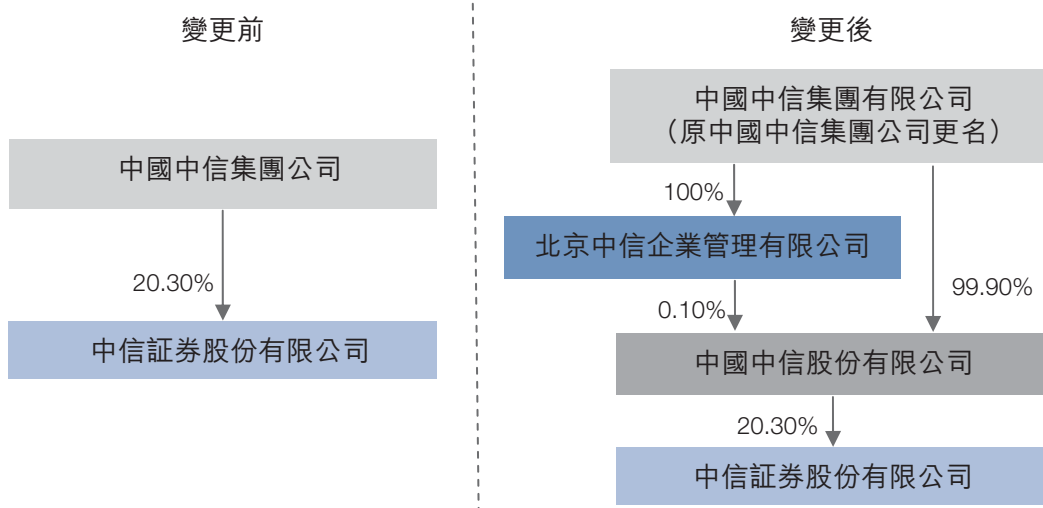 變更前
中國中信集團公司
20.30%
中信証券股份有限公司
變更後
中國中信集團有限公司
（原中國中信集團公司更名）
100%
北京中信企業管理有限公司
0.10%
99.90%
中國中信股份有限公司
20.30%
中信証券股份有限公司